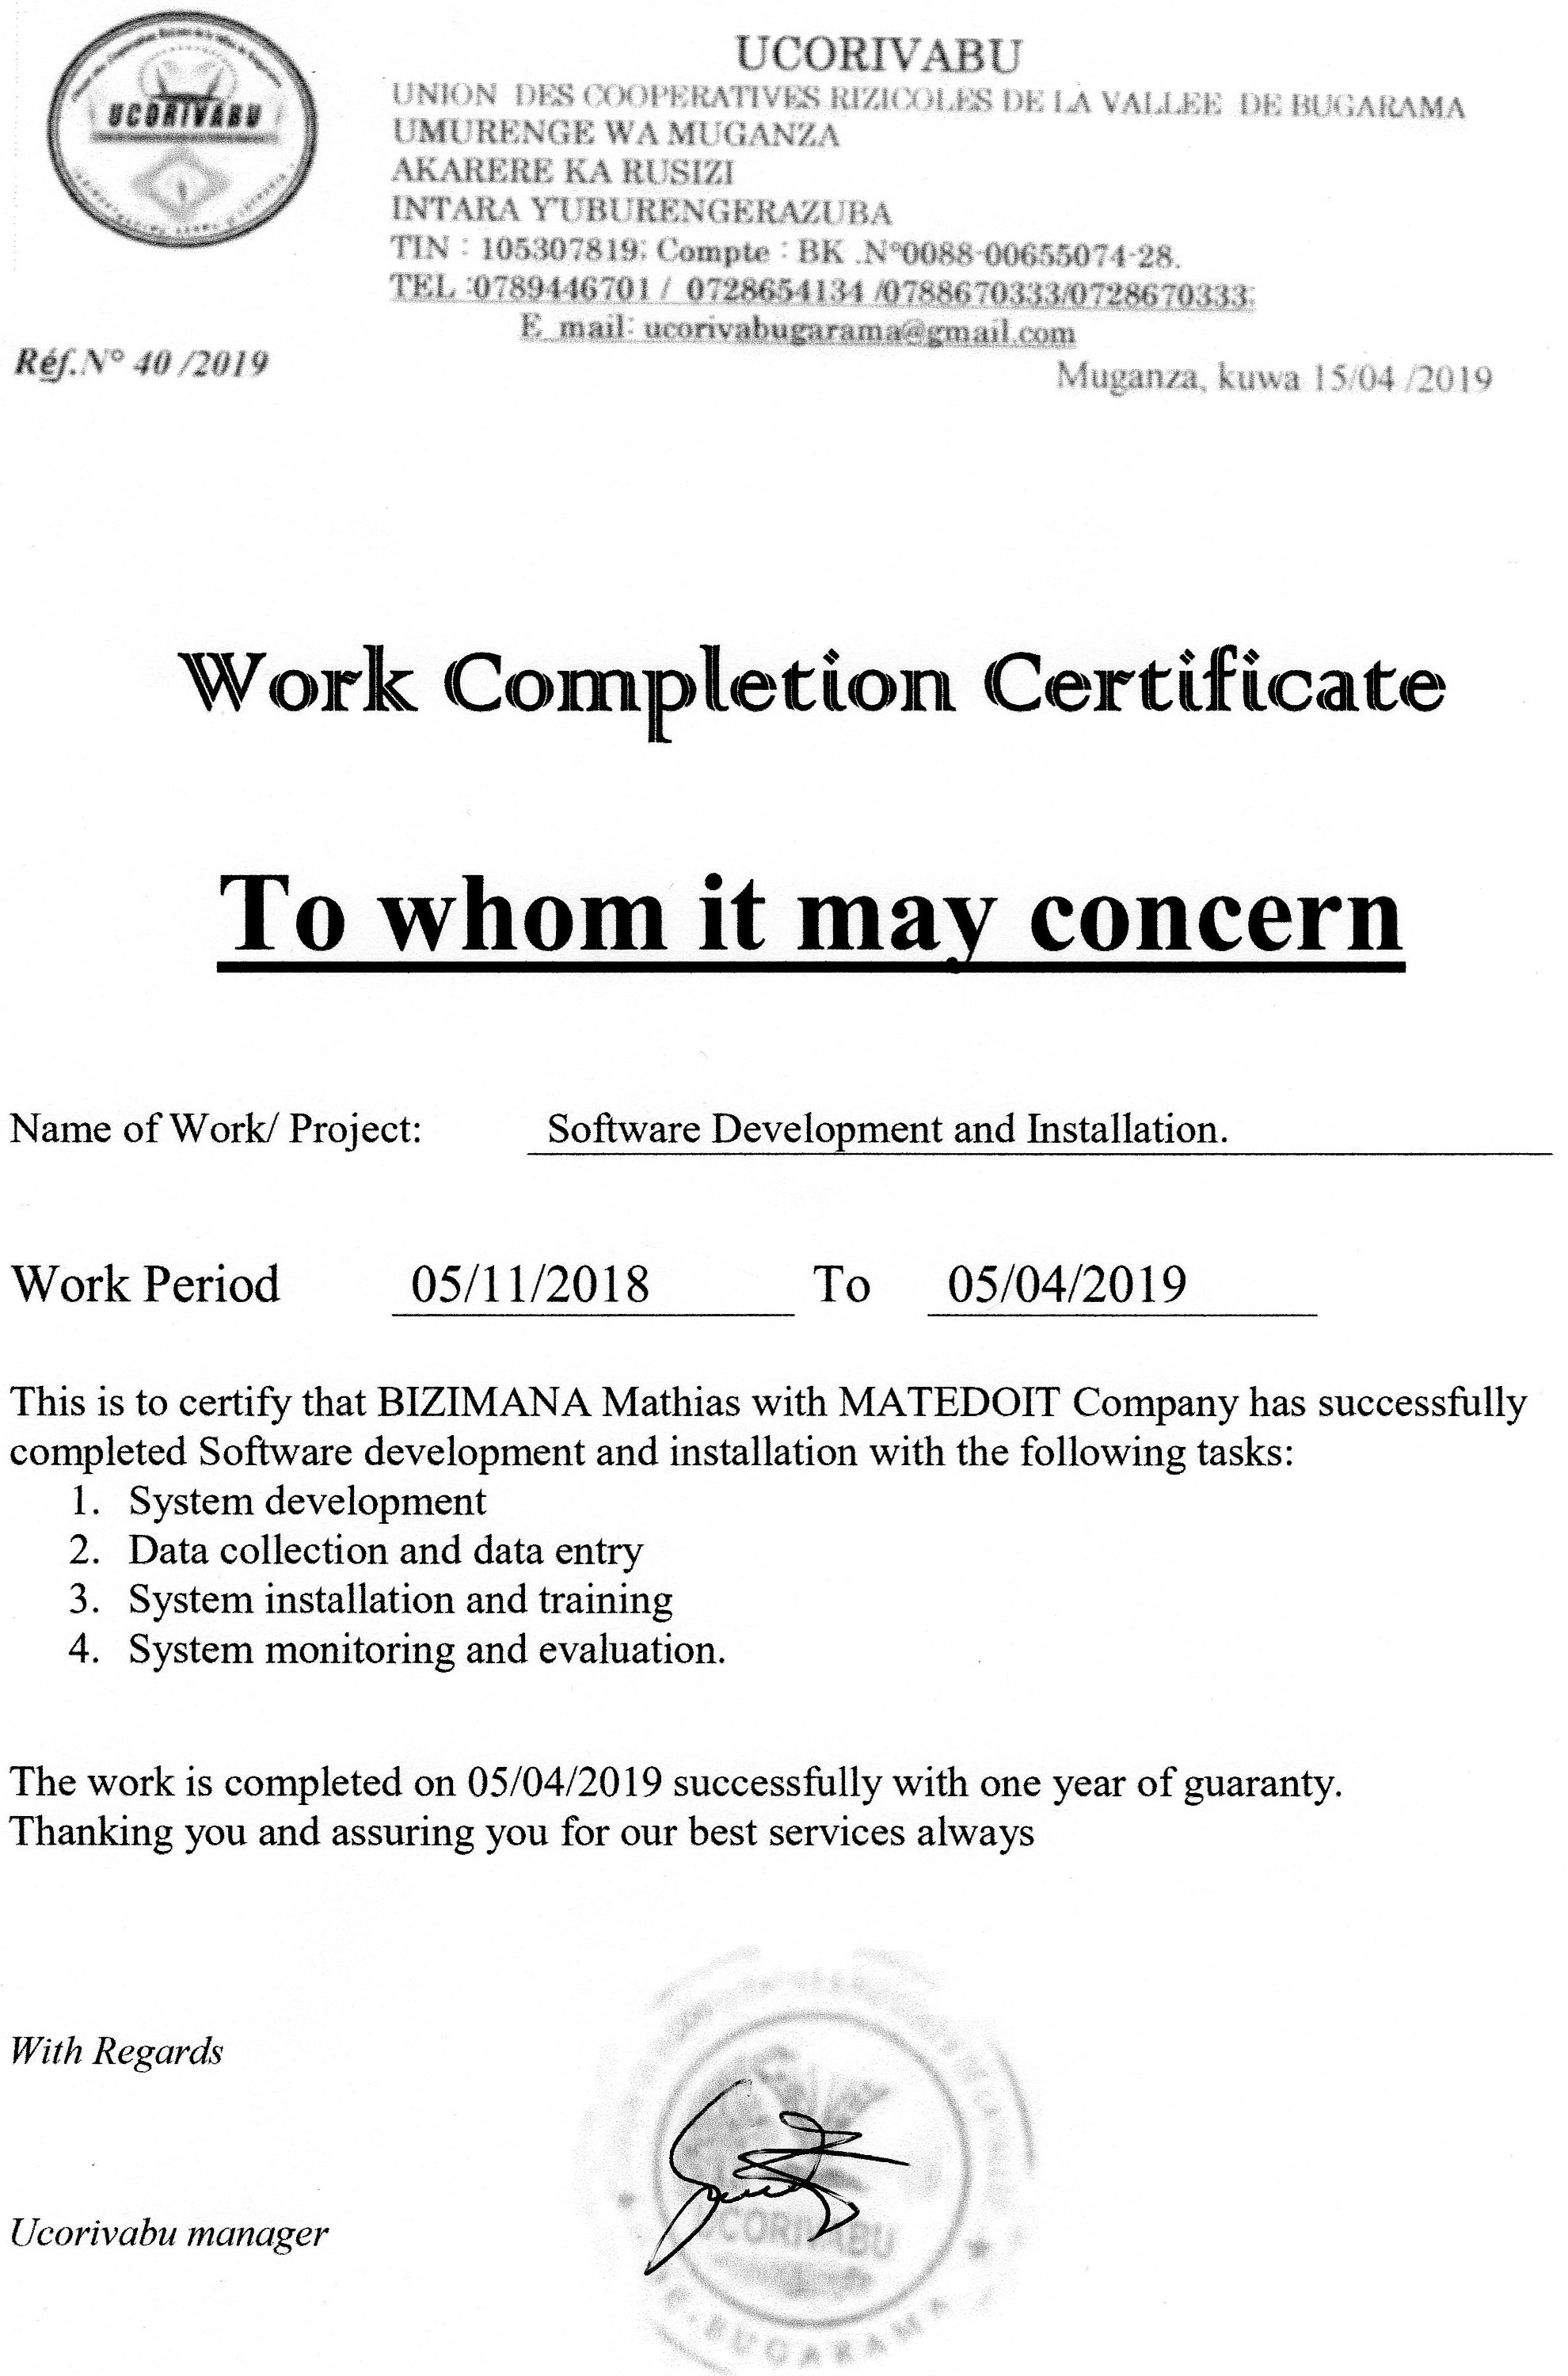 UCORIVABU
UCORIVABU
UNION DES COOPERATIVES RIZICOLES DE LA VALLEE DE BUGARAMA
UMURENGE WA MUGANZA
AKARERE KA RUSIZI
INTARA Y'UBURENGERAZUBA
TIN : 105307819; Compte : BK .N°0088-00655074-28.
TEL :0789446701 / 0728654134 /0788670333/0728670333;
E_mail: ucorivabugarama@gmail.com
Réf.N° 40 /2019
Muganza, kuwa 15/04 /2019
Work Completion Certificate
To whom it may concern
Name of Work/ Project: Software Development and Installation.
Work Period 05/11/2018 To 05/04/2019
This is to certify that BIZIMANA Mathias with MATEDOIT Company has successfully
completed Software development and installation with the following tasks:
1. System development
2. Data collection and data entry
3. System installation and training
4. System monitoring and evaluation.
The work is completed on 05/04/2019 successfully with one year of guaranty.
Thanking you and assuring you for our best services always
With Regards
Ucorivabu manager
UCORIVABU
BUGARAMA